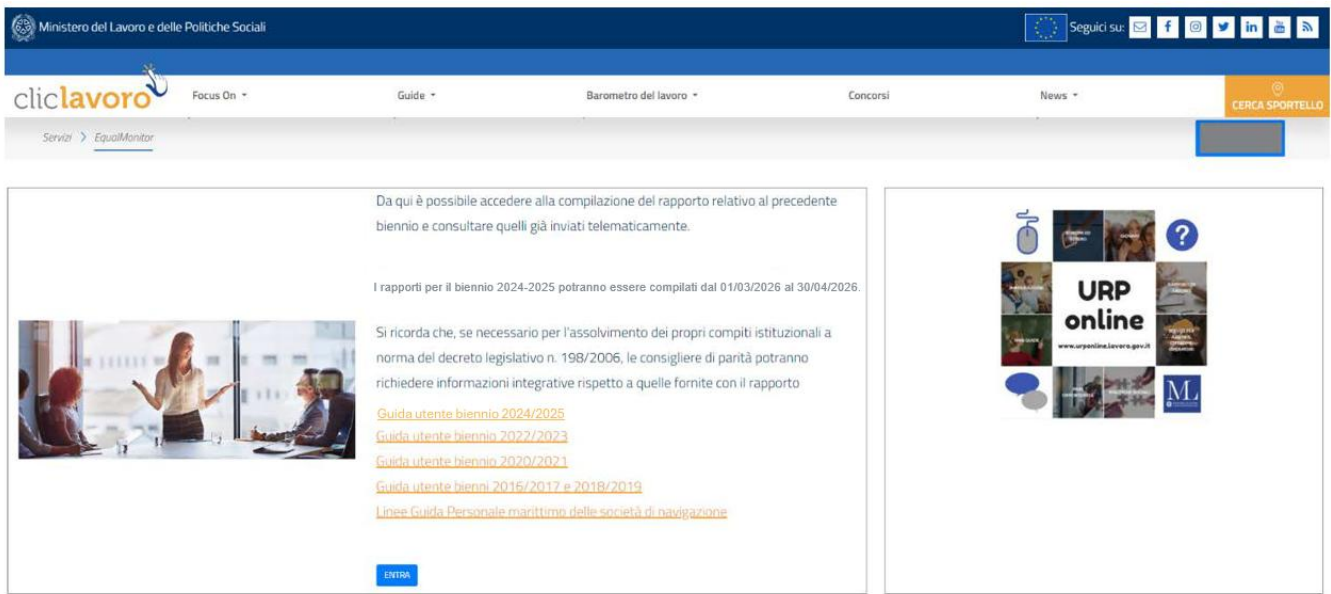 Ministero del Lavoro e delle Politiche Sociali
Seguici su:
cliclavoro
Focus On
Guide
Barometro del lavoro
Concorsi
News
CERCA SPORTELLO
Servizi > EqualMonitor
Da qui è possibile accedere alla compilazione del rapporto relativo al precedente
biennio e consultare quelli già inviati telematicamente.
I rapporti per il biennio 2024-2025 potranno essere compilati dal 01/03/2026 al 30/04/2026.
Si ricorda che, se necessario per l'assolvimento dei propri compiti istituzionali a
norma del decreto legislativo n. 198/2006, le consigliere di parità potranno
richiedere informazioni integrative rispetto a quelle fornite con il rapporto
Guida utente biennio 2024/2025
Guida utente biennio 2022/2023
Guida utente biennio 2020/2021
Guida utente bienni 2016/2017 e 2018/2019
Linee Guida Personale marittimo delle società di navigazione
ENTRA
URP
online
www.urponline.lavoro.gov.it
ML